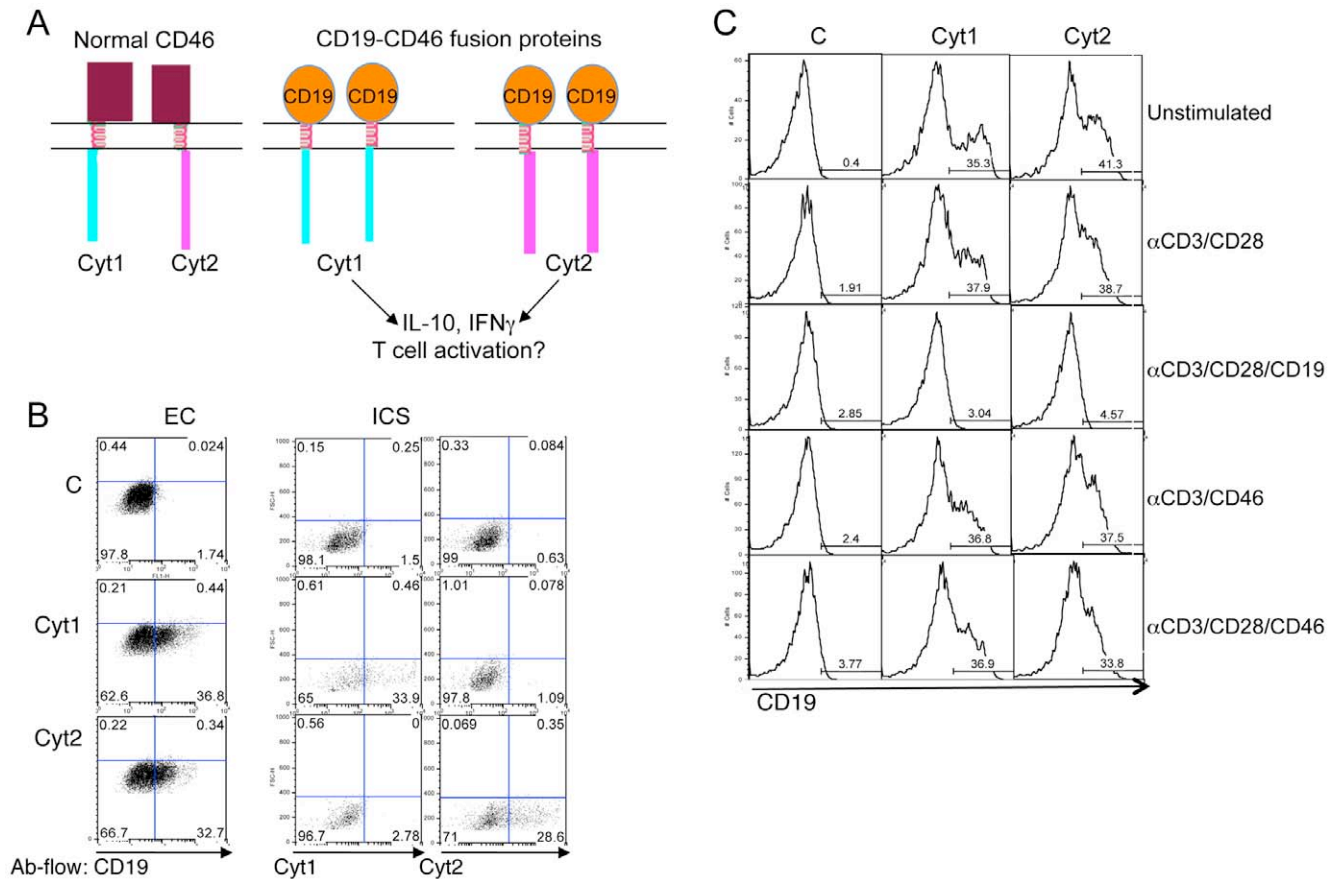 A
Normal CD46
CD19-CD46 fusion proteins
CD19 CD19 CD19 CD19
Cyt1 Cyt2 Cyt1 Cyt2
IL-10, IFNγ
T cell activation?
B
EC ICS
C
0.44 0.024
97.8 1.74
FL1-H
0.15 0.25
98.1 1.5
0.33 0.084
99 0.63
Cyt1
0.21 0.44
62.6 36.8
0.61 0.46
65 33.9
1.01 0.078
97.8 1.09
Cyt2
0.22 0.34
66.7 32.7
0.56 0
96.7 2.78
0.069 0.35
71 28.6
FSC-H
Ab-flow: CD19 Cyt1 Cyt2
C
C Cyt1 Cyt2
# Cells
0.4 35.3 41.3 Unstimulated
1.91 37.9 38.7 αCD3/CD28
2.85 3.04 4.57 αCD3/CD28/CD19
2.4 36.8 37.5 αCD3/CD46
3.77 36.9 33.8 αCD3/CD28/CD46
CD19